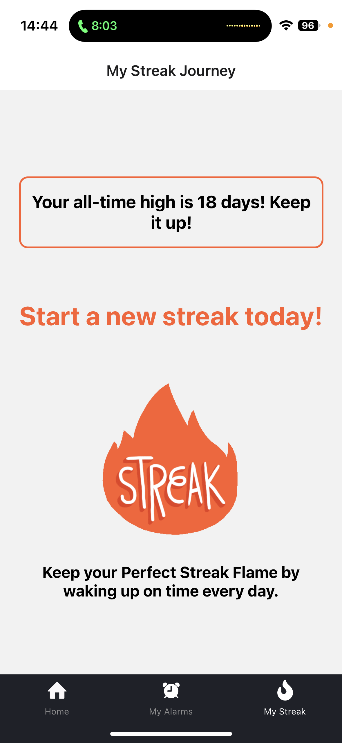 14:44
8:03
96
My Streak Journey
Your all-time high is 18 days! Keep
it up!
Start a new streak today!
STREAK
Keep your Perfect Streak Flame by
waking up on time every day.
Home
My Alarms
My Streak